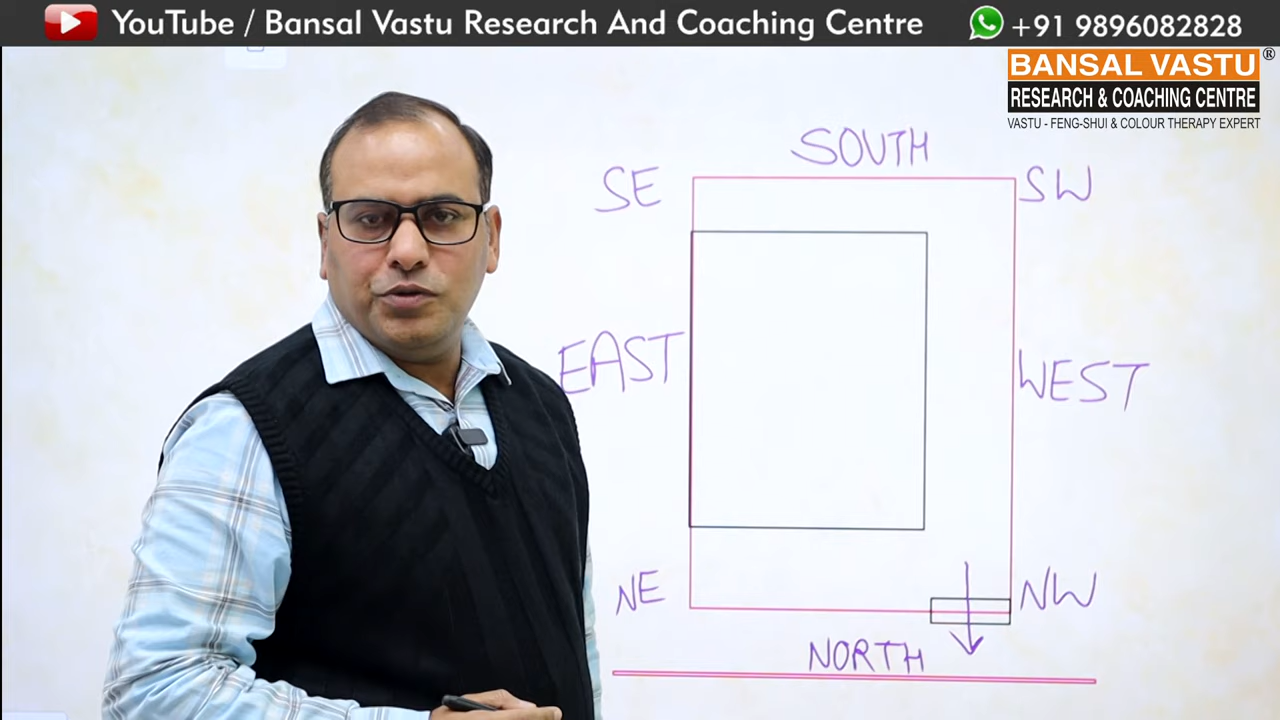 YouTube / Bansal Vastu Research And Coaching Centre
+91 9896082828
BANSAL VASTU ®
RESEARCH & COACHING CENTRE
VASTU - FENG-SHUI & COLOUR THERAPY EXPERT
SOUTH
SE
SW
EAST
WEST
NE
NW
NORTH